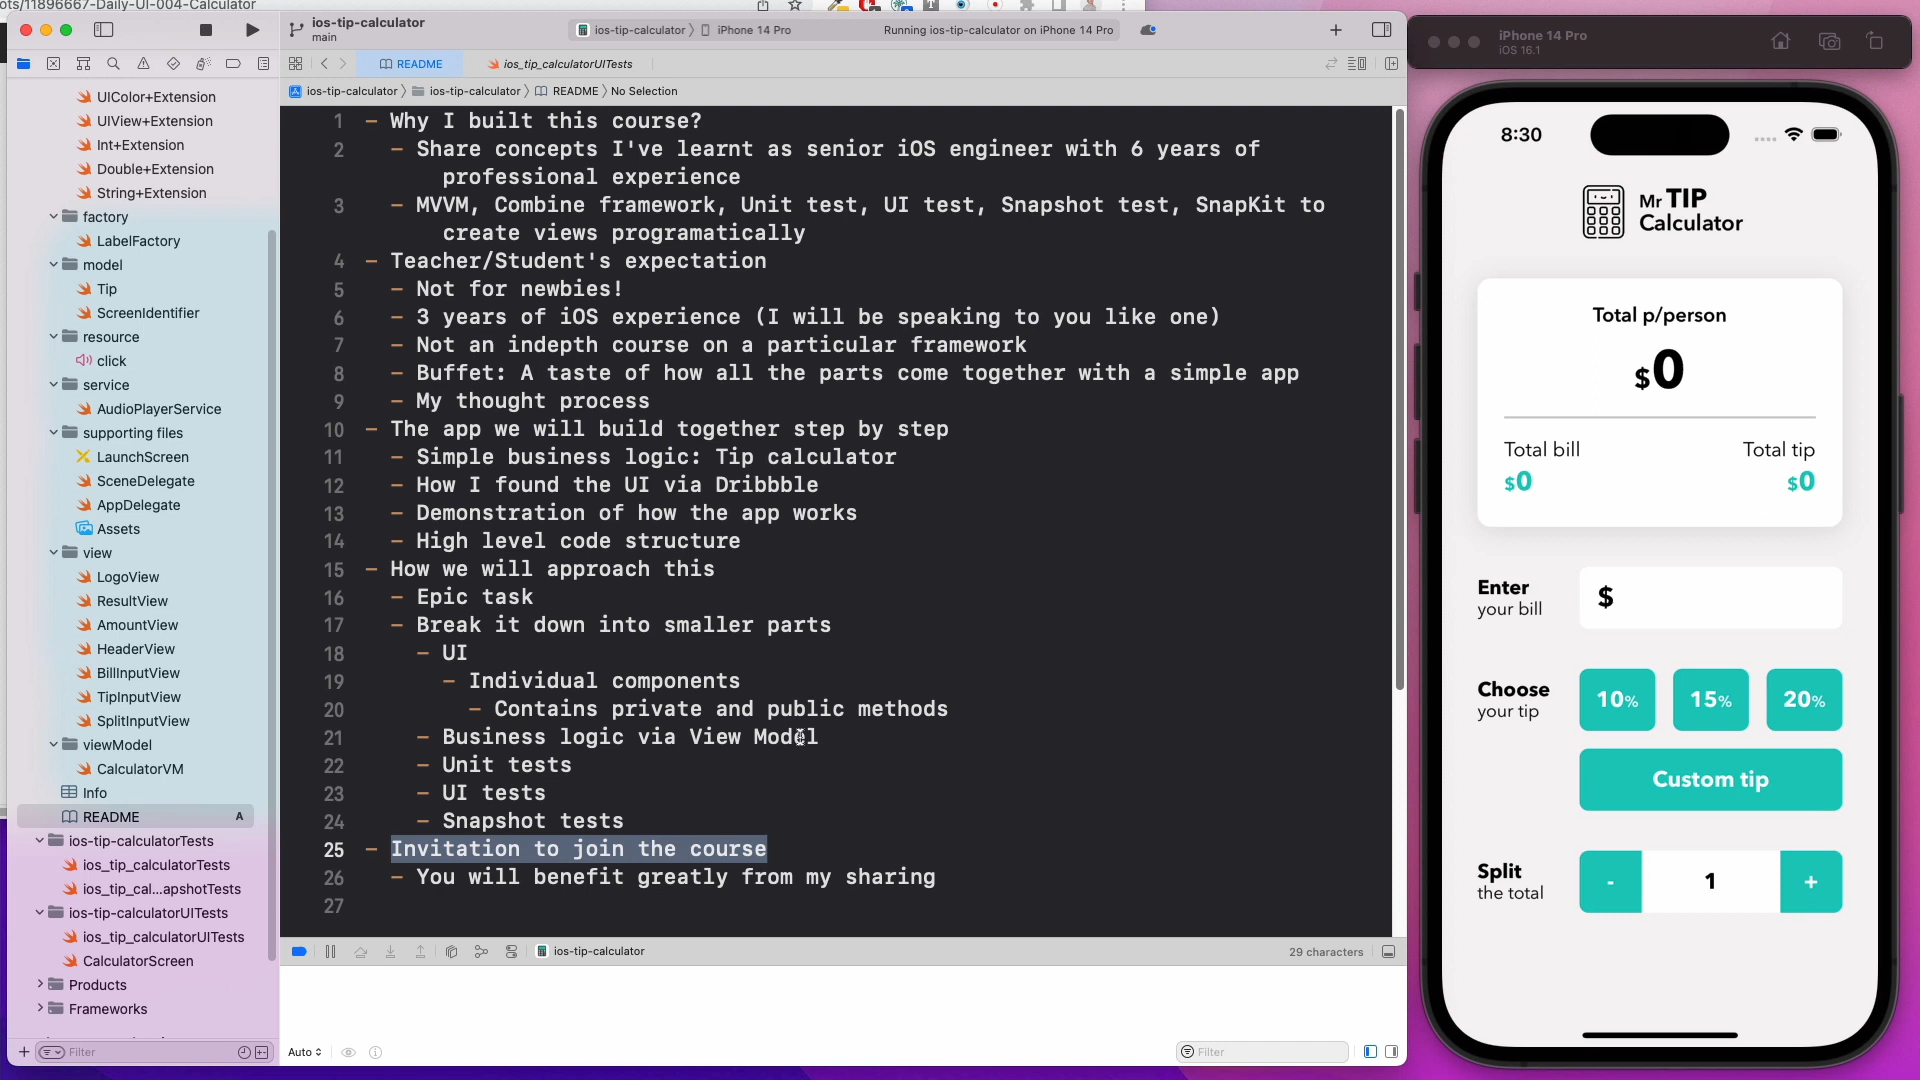 ots/11896667-Daily-UI-004-Calculator
ios-tip-calculator
main
ios-tip-calculator
iPhone 14 Pro
Running ios-tip-calculator on iPhone 14 Pro
README
ios_tip_calculatorUITests
ios-tip-calculator
ios-tip-calculator
README
No Selection
UIColor+Extension
UIView+Extension
Int+Extension
Double+Extension
String+Extension
factory
LabelFactory
model
Tip
ScreenIdentifier
resource
click
service
AudioPlayerService
supporting files
LaunchScreen
SceneDelegate
AppDelegate
Assets
view
LogoView
ResultView
AmountView
HeaderView
BillInputView
TipInputView
SplitInputView
viewModel
CalculatorVM
Info
README A
ios-tip-calculatorTests
ios_tip_calculatorTests
ios_tip_cal...apshotTests
ios-tip-calculatorUITests
ios_tip_calculatorUITests
CalculatorScreen
Products
Frameworks
Filter
1 - Why I built this course?
2 - Share concepts I've learnt as senior iOS engineer with 6 years of
professional experience
3 - MVVM, Combine framework, Unit test, UI test, Snapshot test, SnapKit to
create views programatically
4 - Teacher/Student's expectation
5 - Not for newbies!
6 - 3 years of iOS experience (I will be speaking to you like one)
7 - Not an indepth course on a particular framework
8 - Buffet: A taste of how all the parts come together with a simple app
9 - My thought process
10 - The app we will build together step by step
11 - Simple business logic: Tip calculator
12 - How I found the UI via Dribbble
13 - Demonstration of how the app works
14 - High level code structure
15 - How we will approach this
16 - Epic task
17 - Break it down into smaller parts
18 - UI
19 - Individual components
20 - Contains private and public methods
21 - Business logic via View Model
22 - Unit tests
23 - UI tests
24 - Snapshot tests
25 - Invitation to join the course
26 - You will benefit greatly from my sharing
27
ios-tip-calculator
29 characters
Auto
Filter
iPhone 14 Pro
iOS 16.1
8:30
Mr TIP
Calculator
Total p/person
$0
Total bill Total tip
$0 $0
Enter
your bill
$
Choose
your tip
10% 15% 20%
Custom tip
Split
the total
- 1 +